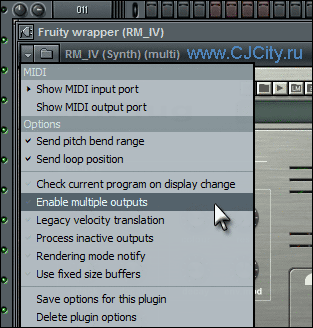 011
Fruity wrapper (RM_IV)
RM_IV (Synth) (multi)
www.CJCity.ru
MIDI
Show MIDI input port
Show MIDI output port
Options
Send pitch bend range
Send loop position
Check current program on display change
Enable multiple outputs
Legacy velocity translation
Process inactive outputs
Rendering mode notify
Use fixed size buffers
Save options for this plugin
Delete plugin options